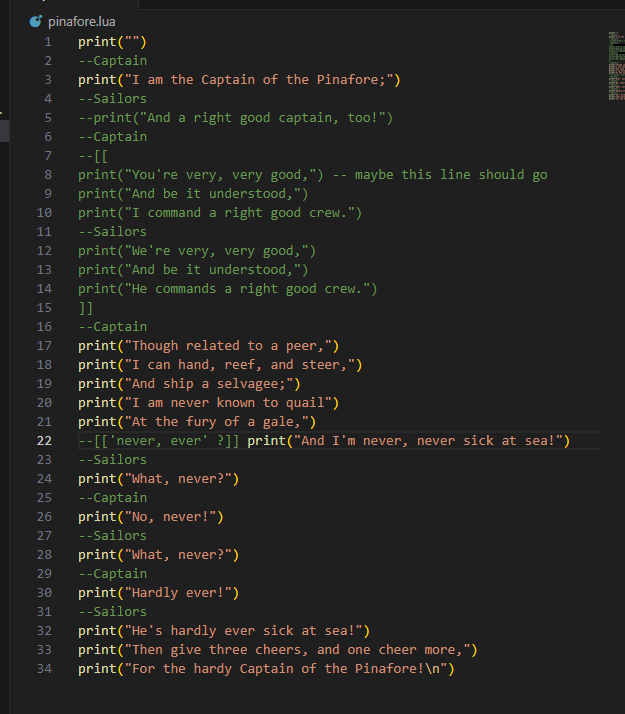 pinafore.lua
1 print("")
2 --Captain
3 print("I am the Captain of the Pinafore;")
4 --Sailors
5 --print("And a right good captain, too!")
6 --Captain
7 --[[
8 print("You're very, very good,") -- maybe this line should go
9 print("And be it understood,")
10 print("I command a right good crew.")
11 --Sailors
12 print("We're very, very good,")
13 print("And be it understood,")
14 print("He commands a right good crew.")
15 ]]
16 --Captain
17 print("Though related to a peer,")
18 print("I can hand, reef, and steer,")
19 print("And ship a selvagee;")
20 print("I am never known to quail")
21 print("At the fury of a gale,")
22 --[['never, ever' ?]] print("And I'm never, never sick at sea!")
23 --Sailors
24 print("What, never?")
25 --Captain
26 print("No, never!")
27 --Sailors
28 print("What, never?")
29 --Captain
30 print("Hardly ever!")
31 --Sailors
32 print("He's hardly ever sick at sea!")
33 print("Then give three cheers, and one cheer more,")
34 print("For the hardy Captain of the Pinafore!\n")